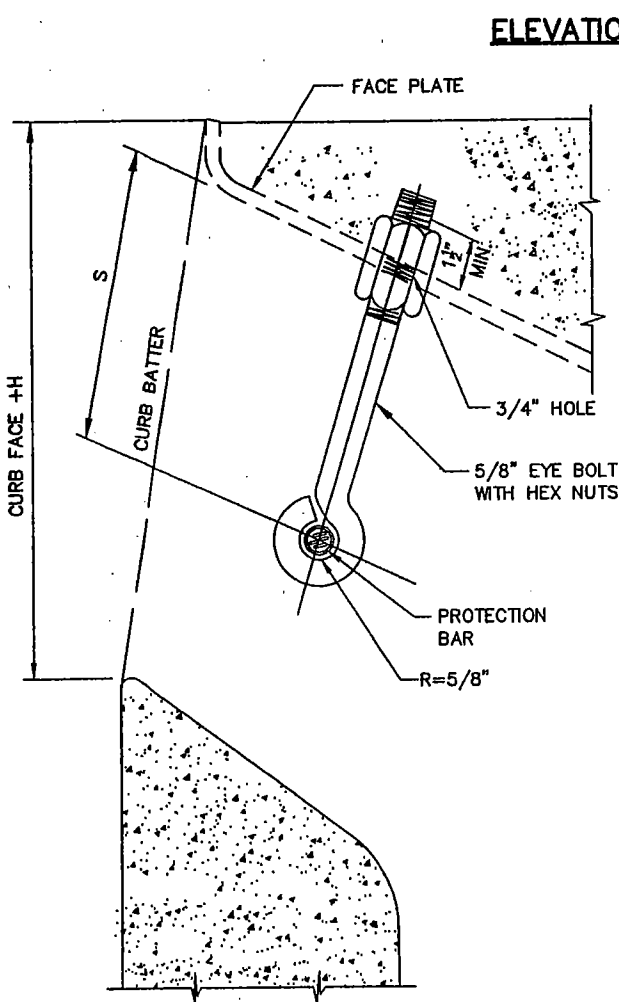 ELEVATIO
FACE PLATE
1 1/2"
MIN.
S
CURB BATTER
CURB FACE +H
3/4" HOLE
5/8" EYE BOLT
WITH HEX NUTS
PROTECTION
BAR
R=5/8"